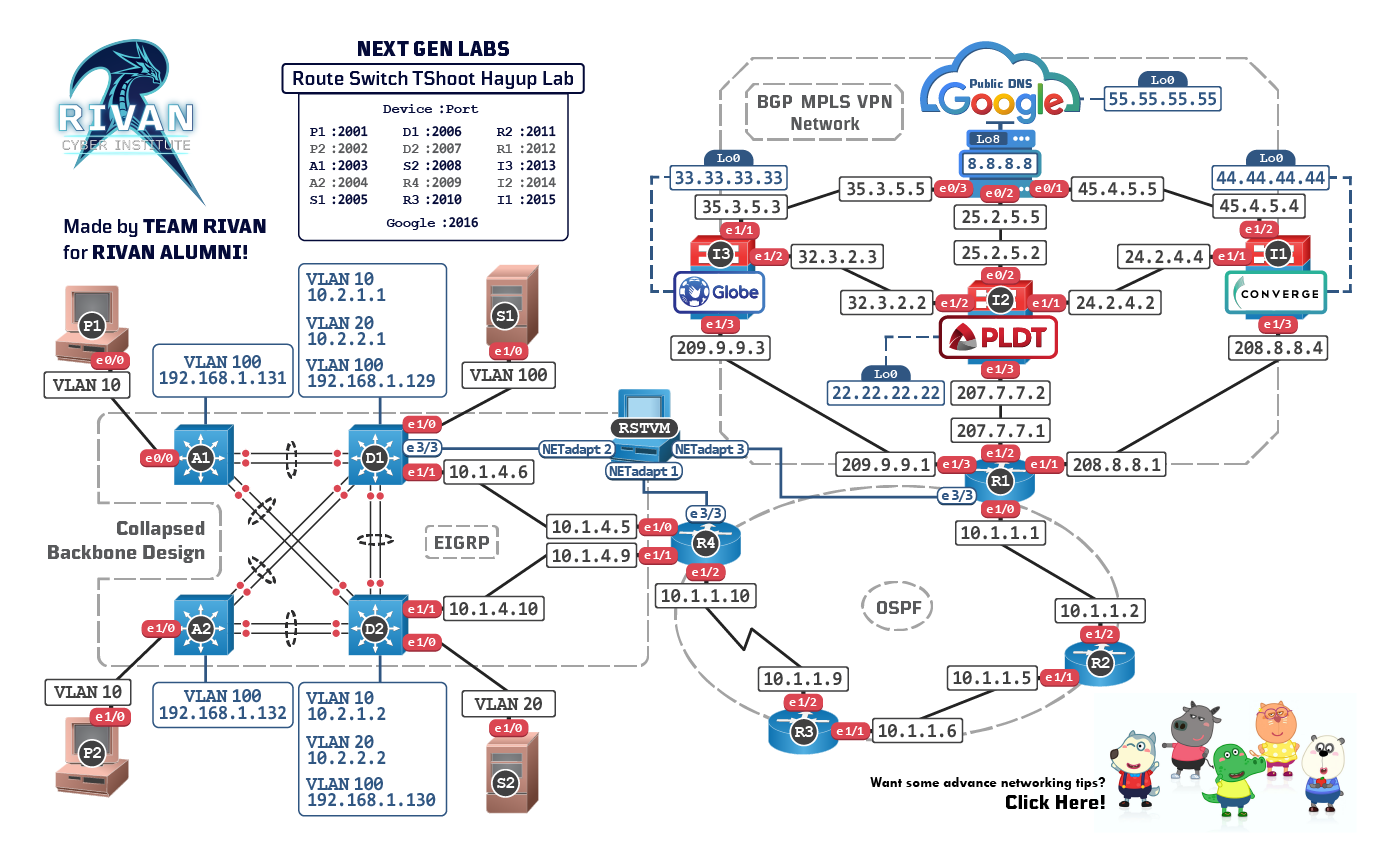 RIVAN
CYBER INSTITUTE
Made by TEAM RIVAN
for RIVAN ALUMNI!
NEXT GEN LABS
Route Switch TShoot Hayup Lab
Device :Port
P1 :2001 D1 :2006 R2 :2011
P2 :2002 D2 :2007 R1 :2012
A1 :2003 S2 :2008 I3 :2013
A2 :2004 R4 :2009 I2 :2014
S1 :2005 R3 :2010 I1 :2015
Google :2016
BGP MPLS VPN
Network
Public DNS
Google
Lo0
55.55.55.55
Lo8
8.8.8.8
Lo0
33.33.33.33
Lo0
44.44.44.44
35.3.5.5
e0/3
e0/2
e0/1
45.4.5.5
35.3.5.3
25.2.5.5
45.4.5.4
e1/1
I3
e1/2
32.3.2.3
25.2.5.2
24.2.4.4
e1/1
e1/2
I1
Globe
e0/2
CONVERGE
32.3.2.2
e1/2
I2
e1/1
24.2.4.2
e1/3
PLDT
e1/3
209.9.9.3
208.8.8.4
e1/3
Lo0
22.22.22.22
207.7.7.2
207.7.7.1
e1/2
209.9.9.1
e1/3
R1
e1/1
208.8.8.1
e3/3
e1/0
10.1.1.1
VLAN 10
10.2.1.1
VLAN 20
10.2.2.1
VLAN 100
192.168.1.129
P1
e0/0
VLAN 10
VLAN 100
192.168.1.131
S1
e1/0
VLAN 100
e0/0
A1
D1
e1/0
e3/3
e1/1
10.1.4.6
RSTVM
NETadapt 2
NETadapt 3
NETadapt 1
e3/3
Collapsed
Backbone Design
EIGRP
10.1.4.5
e1/0
10.1.4.9
e1/1
R4
e1/2
10.1.1.10
OSPF
e1/0
A2
D2
e1/1
10.1.4.10
e1/0
10.1.1.2
e1/2
R2
e1/1
10.1.1.5
10.1.1.9
e1/2
R3
e1/1
10.1.1.6
VLAN 10
e1/0
P2
VLAN 100
192.168.1.132
VLAN 10
10.2.1.2
VLAN 20
10.2.2.2
VLAN 100
192.168.1.130
VLAN 20
e1/0
S2
Want some advance networking tips?
Click Here!